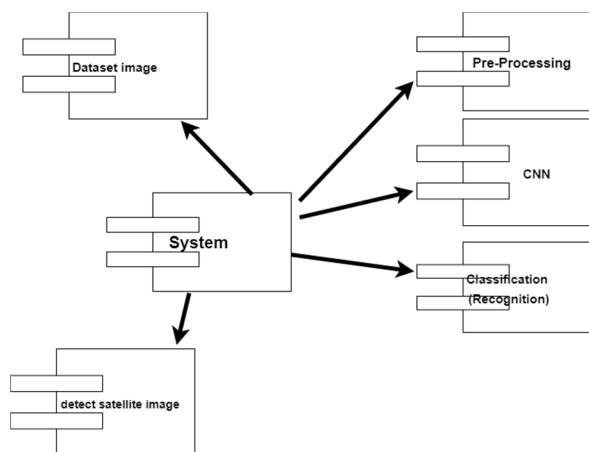 Dataset image
Pre-Processing
CNN
System
Classification
(Recognition)
detect satellite image